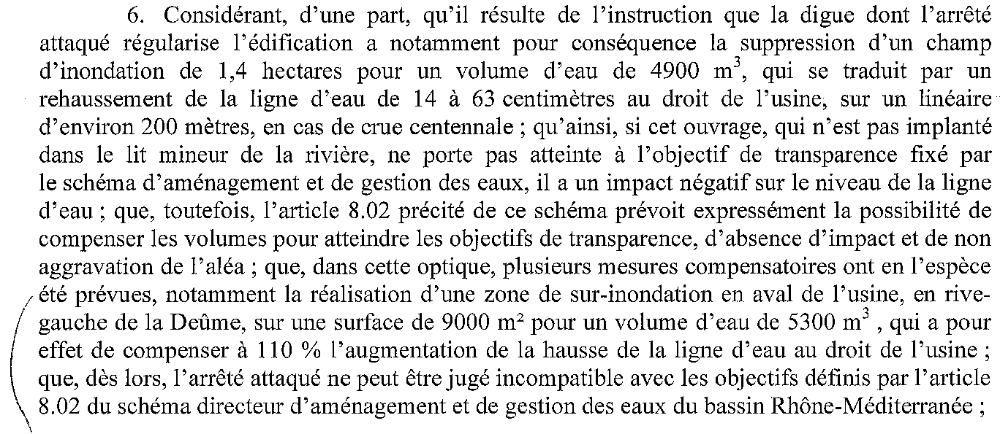 6. Considérant, d'une part, qu'il résulte de l'instruction que la digue dont l'arrêté
attaqué régularise l'édification a notamment pour conséquence la suppression d'un champ
d'inondation de 1,4 hectares pour un volume d'eau de 4900 m³, qui se traduit par un
rehaussement de la ligne d'eau de 14 à 63 centimètres au droit de l'usine, sur un linéaire
d'environ 200 mètres, en cas de crue centennale ; qu'ainsi, si cet ouvrage, qui n'est pas implanté
dans le lit mineur de la rivière, ne porte pas atteinte à l'objectif de transparence fixé par
le schéma d'aménagement et de gestion des eaux, il a un impact négatif sur le niveau de la ligne
d'eau ; que, toutefois, l'article 8.02 précité de ce schéma prévoit expressément la possibilité de
compenser les volumes pour atteindre les objectifs de transparence, d'absence d'impact et de non
aggravation de l'aléa ; que, dans cette optique, plusieurs mesures compensatoires ont en l'espèce
été prévues, notamment la réalisation d'une zone de sur-inondation en aval de l'usine, en rive-
gauche de la Deûme, sur une surface de 9000 m² pour un volume d'eau de 5300 m³ , qui a pour
effet de compenser à 110 % l'augmentation de la hausse de la ligne d'eau au droit de l'usine ;
que, dès lors, l'arrêté attaqué ne peut être jugé incompatible avec les objectifs définis par l'article
8.02 du schéma directeur d'aménagement et de gestion des eaux du bassin Rhône-Méditerranée ;